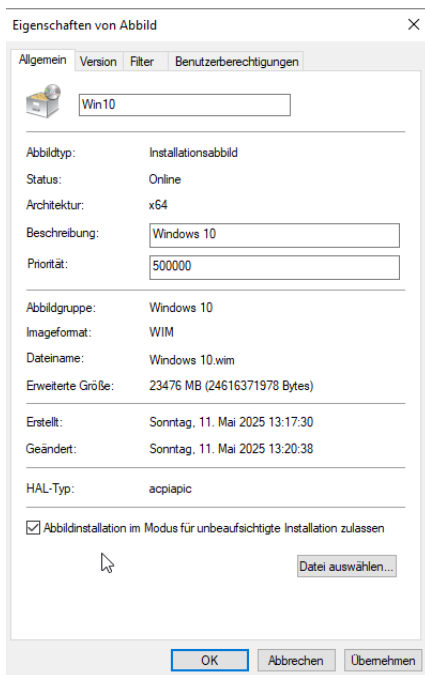 Eigenschaften von Abbild
Allgemein Version Filter Benutzerberechtigungen
Win10
Abbildtyp: Installationsabbild
Status: Online
Architektur: x64
Beschreibung: Windows 10
Priorität: 500000
Abbildgruppe: Windows 10
Imageformat: WIM
Dateiname: Windows 10.wim
Erweiterte Größe: 23476 MB (24616371978 Bytes)
Erstellt: Sonntag, 11. Mai 2025 13:17:30
Geändert: Sonntag, 11. Mai 2025 13:20:38
HAL-Typ: acpiapic
Abbildinstallation im Modus für unbeaufsichtigte Installation zulassen
Datei auswählen...
OK Abbrechen Übernehmen